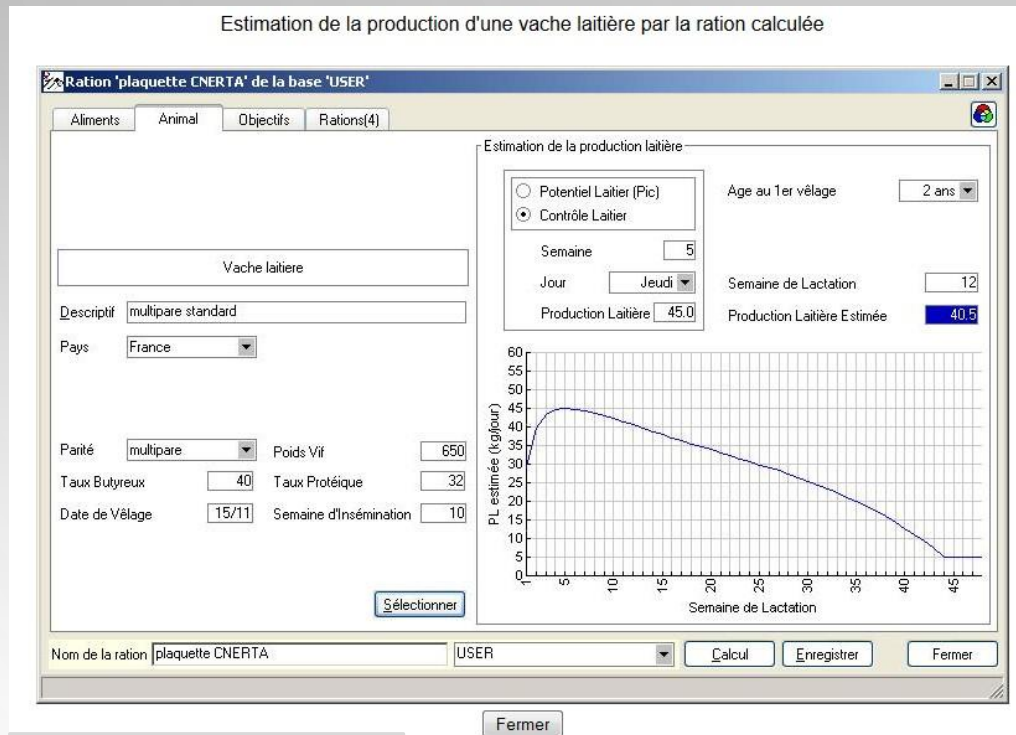 Estimation de la production d'une vache laitière par la ration calculée
Ration 'plaquette CNERTA' de la base 'USER'
Aliments Animal Objectifs Rations(4)
Vache laitiere
Descriptif multipare standard
Pays France
Parité multipare Poids Vif 650
Taux Butyreux 40 Taux Protéique 32
Date de Vêlage 15/11 Semaine d'Insémination 10
Sélectionner
Estimation de la production laitière
Potentiel Laitier (Pic) Age au 1er vêlage 2 ans
Contrôle Laitier
Semaine 5
Jour Jeudi Semaine de Lactation 12
Production Laitière 45.0 Production Laitière Estimée 40.5
PL estimée (kg/jour)
60
55
50
45
40
35
30
25
20
15
10
5
0
1 5 10 15 20 25 30 35 40 45
Semaine de Lactation
Nom de la ration plaquette CNERTA USER Calcul Enregistrer Fermer
Fermer